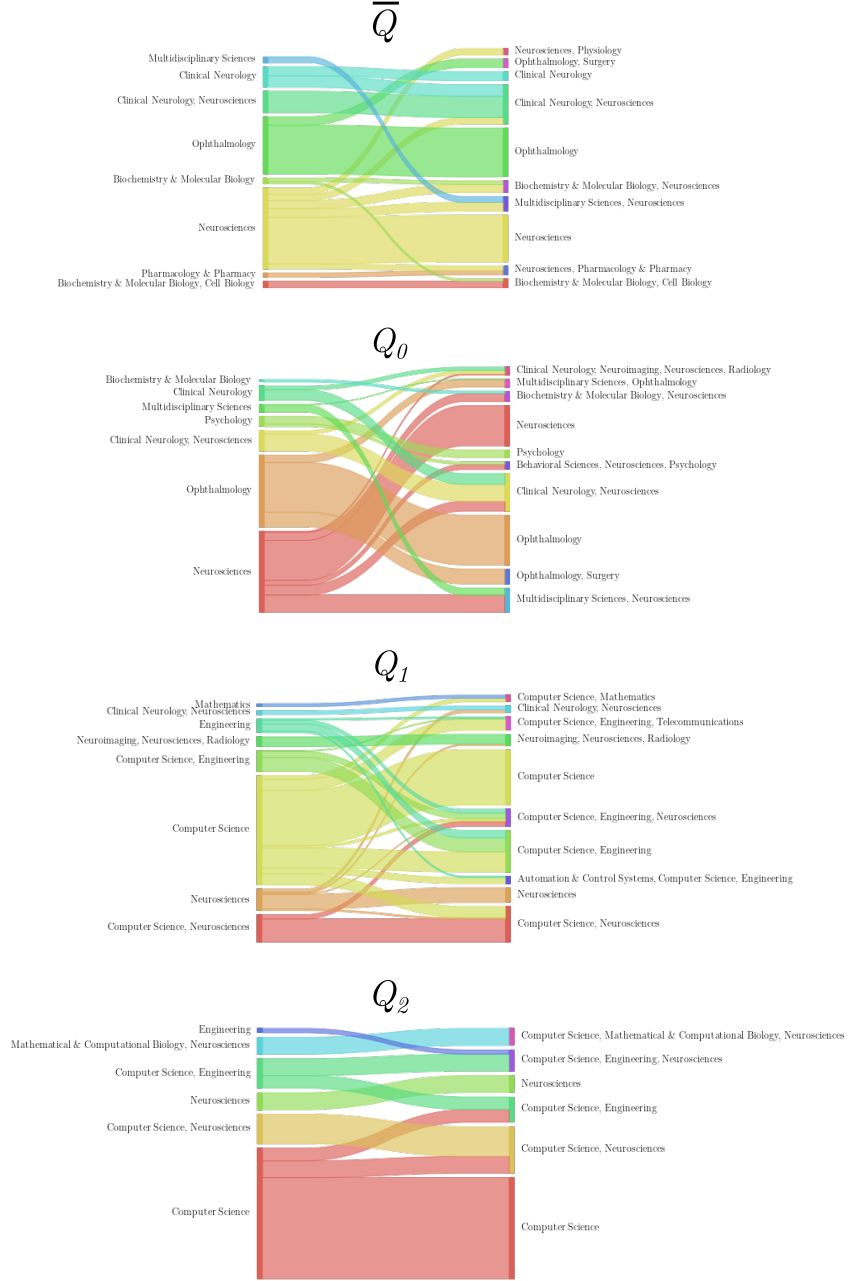 Q̅
Multidisciplinary Sciences
Clinical Neurology
Clinical Neurology, Neurosciences
Ophthalmology
Biochemistry & Molecular Biology
Neurosciences
Pharmacology & Pharmacy
Biochemistry & Molecular Biology, Cell Biology
Neurosciences, Physiology
Ophthalmology, Surgery
Clinical Neurology
Clinical Neurology, Neurosciences
Ophthalmology
Biochemistry & Molecular Biology, Neurosciences
Multidisciplinary Sciences, Neurosciences
Neurosciences
Neurosciences, Pharmacology & Pharmacy
Biochemistry & Molecular Biology, Cell Biology
Q₀
Biochemistry & Molecular Biology
Clinical Neurology
Multidisciplinary Sciences
Psychology
Clinical Neurology, Neurosciences
Ophthalmology
Neurosciences
Clinical Neurology, Neuroimaging, Neurosciences, Radiology
Multidisciplinary Sciences, Ophthalmology
Biochemistry & Molecular Biology, Neurosciences
Neurosciences
Psychology
Behavioral Sciences, Neurosciences, Psychology
Clinical Neurology, Neurosciences
Ophthalmology
Ophthalmology, Surgery
Multidisciplinary Sciences, Neurosciences
Q₁
Mathematics
Clinical Neurology, Neurosciences
Engineering
Neuroimaging, Neurosciences, Radiology
Computer Science, Engineering
Computer Science
Neurosciences
Computer Science, Neurosciences
Computer Science, Mathematics
Clinical Neurology, Neurosciences
Computer Science, Engineering, Telecommunications
Neuroimaging, Neurosciences, Radiology
Computer Science
Computer Science, Engineering, Neurosciences
Computer Science, Engineering
Automation & Control Systems, Computer Science, Engineering
Neurosciences
Computer Science, Neurosciences
Q₂
Engineering
Mathematical & Computational Biology, Neurosciences
Computer Science, Engineering
Neurosciences
Computer Science, Neurosciences
Computer Science
Computer Science, Mathematical & Computational Biology, Neurosciences
Computer Science, Engineering, Neurosciences
Neurosciences
Computer Science, Engineering
Computer Science, Neurosciences
Computer Science